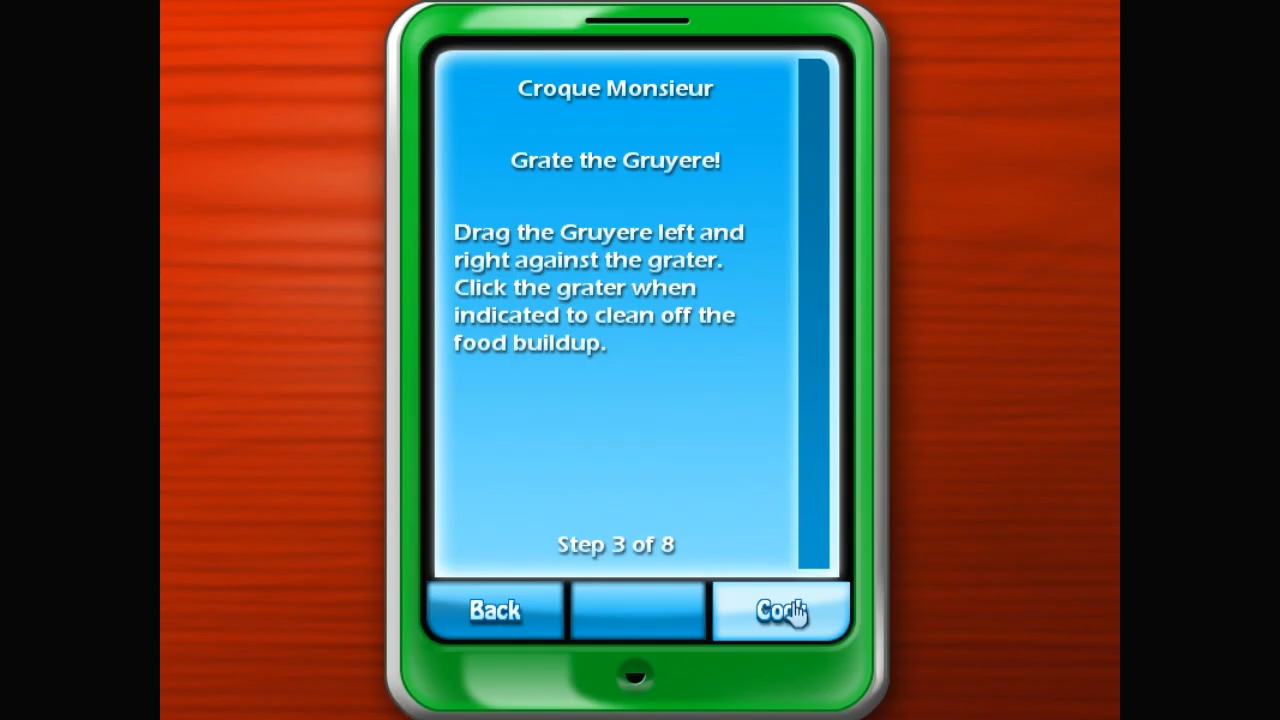 Croque Monsieur
Grate the Gruyere!
Drag the Gruyere left and
right against the grater.
Click the grater when
indicated to clean off the
food buildup.
Step 3 of 8
Back
Cook